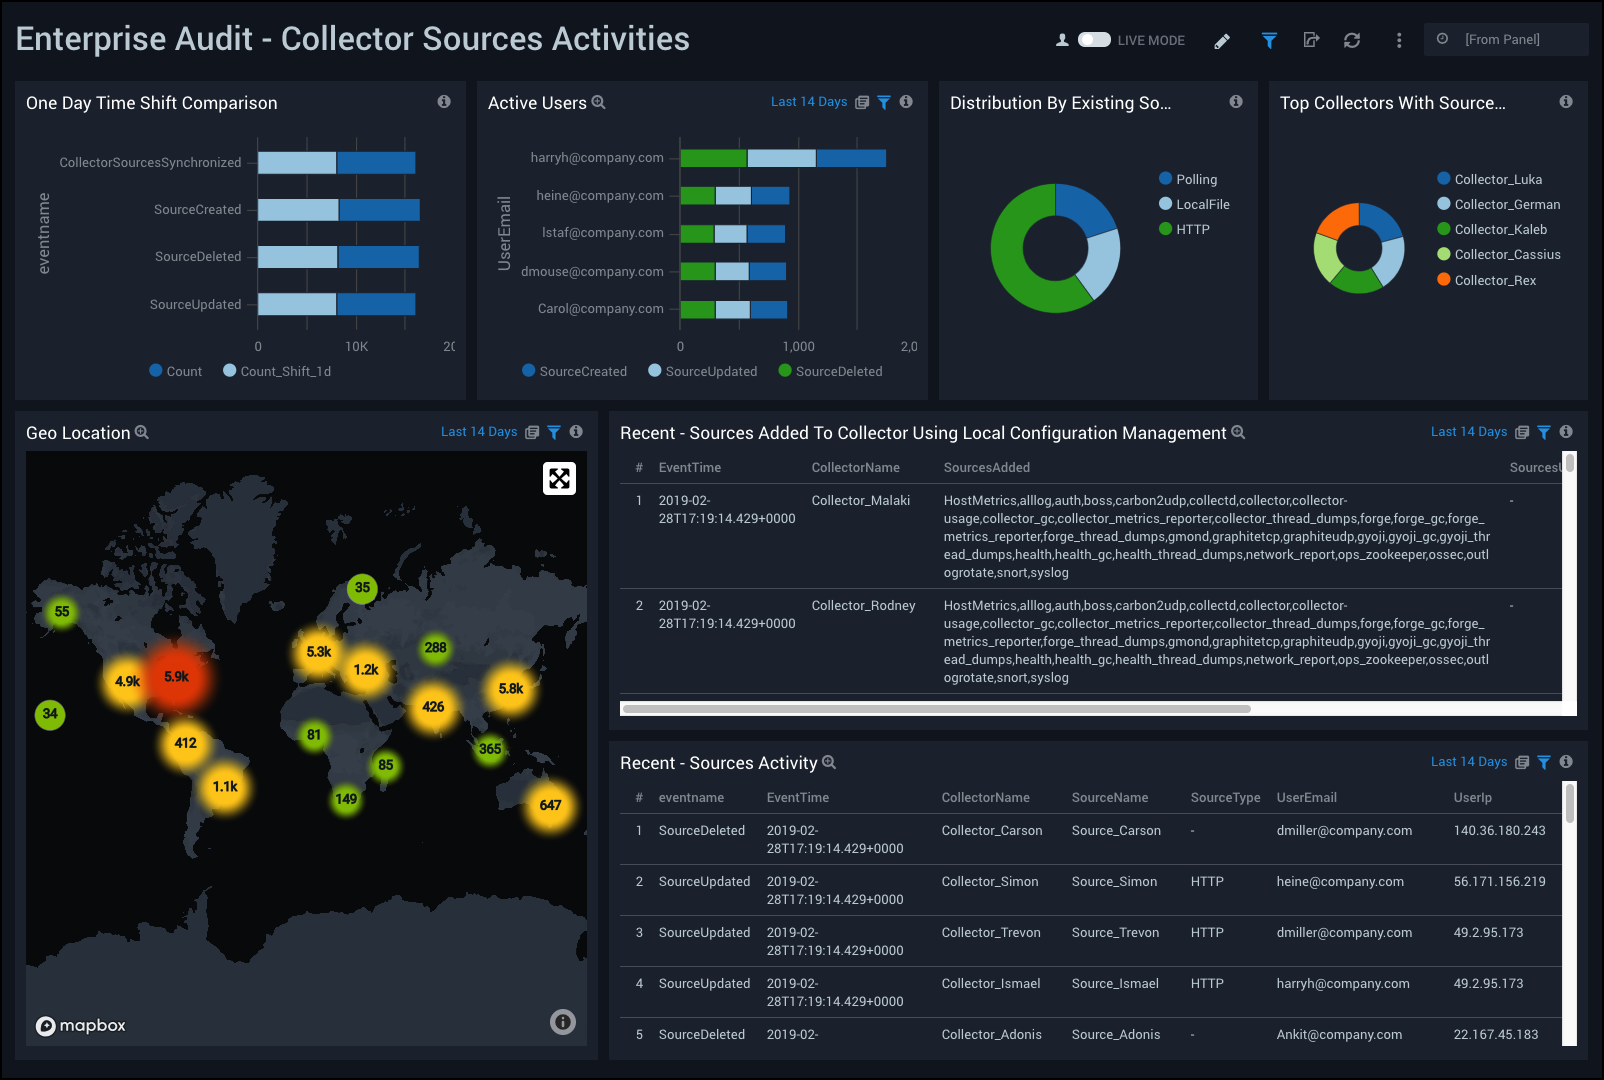 Enterprise Audit - Collector Sources Activities
LIVE MODE
[From Panel]
One Day Time Shift Comparison
eventname
CollectorSourcesSynchronized
SourceCreated
SourceDeleted
SourceUpdated
0 10K 20
Count Count_Shift_1d
Active Users
Last 14 Days
UserEmail
harryh@company.com
heine@company.com
lstaf@company.com
dmouse@company.com
Carol@company.com
0 1,000 2,0
SourceCreated SourceUpdated SourceDeleted
Distribution By Existing So...
Polling
LocalFile
HTTP
Top Collectors With Source...
Collector_Luka
Collector_German
Collector_Kaleb
Collector_Cassius
Collector_Rex
Geo Location
Last 14 Days
35
55
288
5.3k
1.2k
4.9k
5.9k
5.8k
426
34
81
412
365
85
1.1k
149
647
mapbox
Recent - Sources Added To Collector Using Local Configuration Management
Last 14 Days
# EventTime CollectorName SourcesAdded SourcesU
1 2019-02- Collector_Malaki HostMetrics,alllog,auth,boss,carbon2udp,collectd,collector,collector- -
28T17:19:14.429+0000 usage,collector_gc,collector_metrics_reporter,collector_thread_dumps,forge,forge_gc,forge_
metrics_reporter,forge_thread_dumps,gmond,graphitetcp,graphiteudp,gyoji,gyoji_gc,gyoji_thr
ead_dumps,health,health_gc,health_thread_dumps,network_report,ops_zookeeper,ossec,outl
ogrotate,snort,syslog
2 2019-02- Collector_Rodney HostMetrics,alllog,auth,boss,carbon2udp,collectd,collector,collector- -
28T17:19:14.429+0000 usage,collector_gc,collector_metrics_reporter,collector_thread_dumps,forge,forge_gc,forge_
metrics_reporter,forge_thread_dumps,gmond,graphitetcp,graphiteudp,gyoji,gyoji_gc,gyoji_thr
ead_dumps,health,health_gc,health_thread_dumps,network_report,ops_zookeeper,ossec,outl
ogrotate,snort,syslog
Recent - Sources Activity
Last 14 Days
# eventname EventTime CollectorName SourceName SourceType UserEmail UserIp
1 SourceDeleted 2019-02- Collector_Carson Source_Carson - dmiller@company.com 140.36.180.243
28T17:19:14.429+0000
2 SourceUpdated 2019-02- Collector_Simon Source_Simon HTTP heine@company.com 56.171.156.219
28T17:19:14.429+0000
3 SourceUpdated 2019-02- Collector_Trevon Source_Trevon HTTP dmiller@company.com 49.2.95.173
28T17:19:14.429+0000
4 SourceUpdated 2019-02- Collector_Ismael Source_Ismael HTTP harryh@company.com 49.2.95.173
28T17:19:14.429+0000
5 SourceDeleted 2019-02- Collector_Adonis Source_Adonis - Ankit@company.com 22.167.45.183